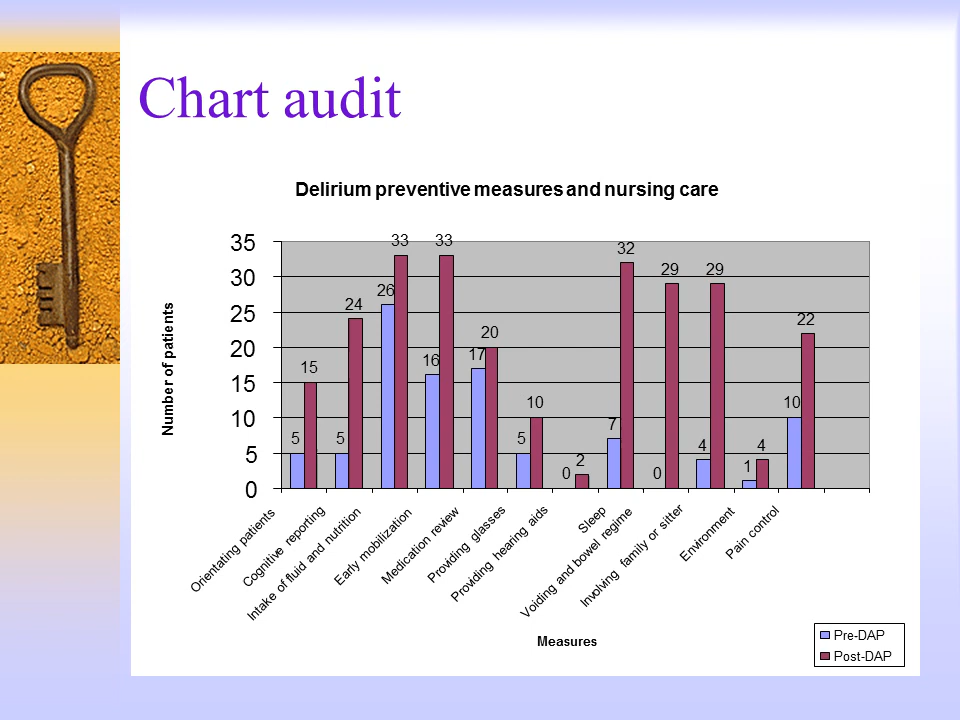 Chart audit
Delirium preventive measures and nursing care
Number of patients
35
30
25
20
15
10
5
0
5
15
5
24
26
33
16
33
17
20
5
10
0
2
7
32
0
29
4
29
1
4
10
22
Orientating patients
Cognitive reporting
Intake of fluid and nutrition
Early mobilization
Medication review
Providing glasses
Providing hearing aids
Sleep
Voiding and bowel regime
Involving family or sitter
Environment
Pain control
Measures
Pre-DAP
Post-DAP